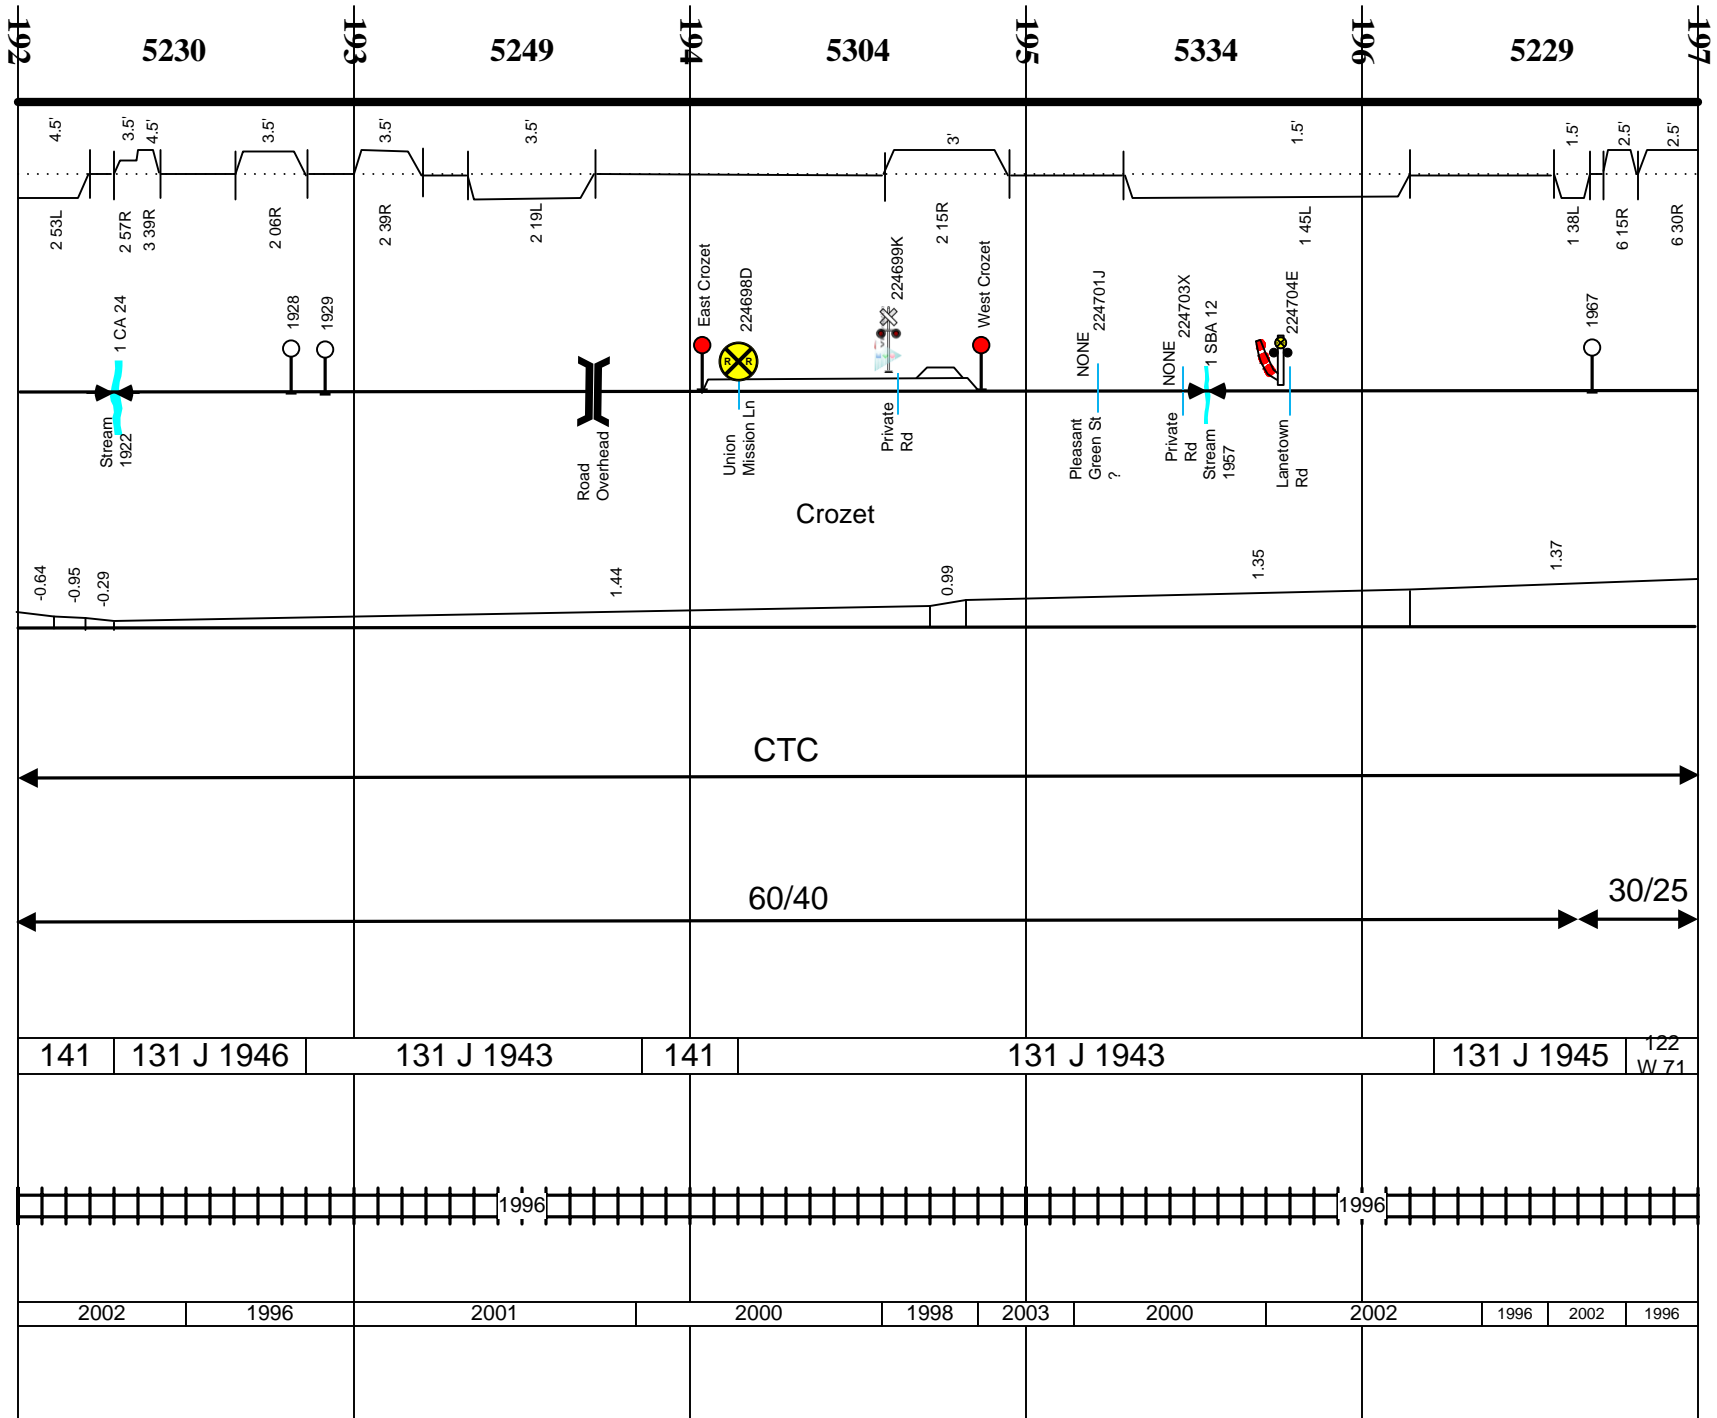 192
5230
193
5249
194
5304
195
5334
196
5229
197
4.5'
3.5'
4.5'
3.5'
3.5'
3.5'
3'
1.5'
1.5'
2.5'
2.5'
2 53L
2 57R
3 39R
2 06R
2 39R
2 19L
2 15R
1 45L
1 38L
6 15R
6 30R
1 CA 24
1928
1929
East Crozet
224698D
224699K
West Crozet
NONE
224701J
NONE
224703X
1 SBA 12
224704E
1967
R R
Stream
1922
Road
Overhead
Union
Mission Ln
Private
Rd
Pleasant
Green St
?
Private
Rd
Stream
1957
Lanetown
Rd
Crozet
-0.64
-0.95
-0.29
1.44
0.99
1.35
1.37
CTC
60/40
30/25
141
131 J 1946
131 J 1943
141
131 J 1943
131 J 1945
122
W 71
1996
1996
2002
1996
2001
2000
1998
2003
2000
2002
1996
2002
1996